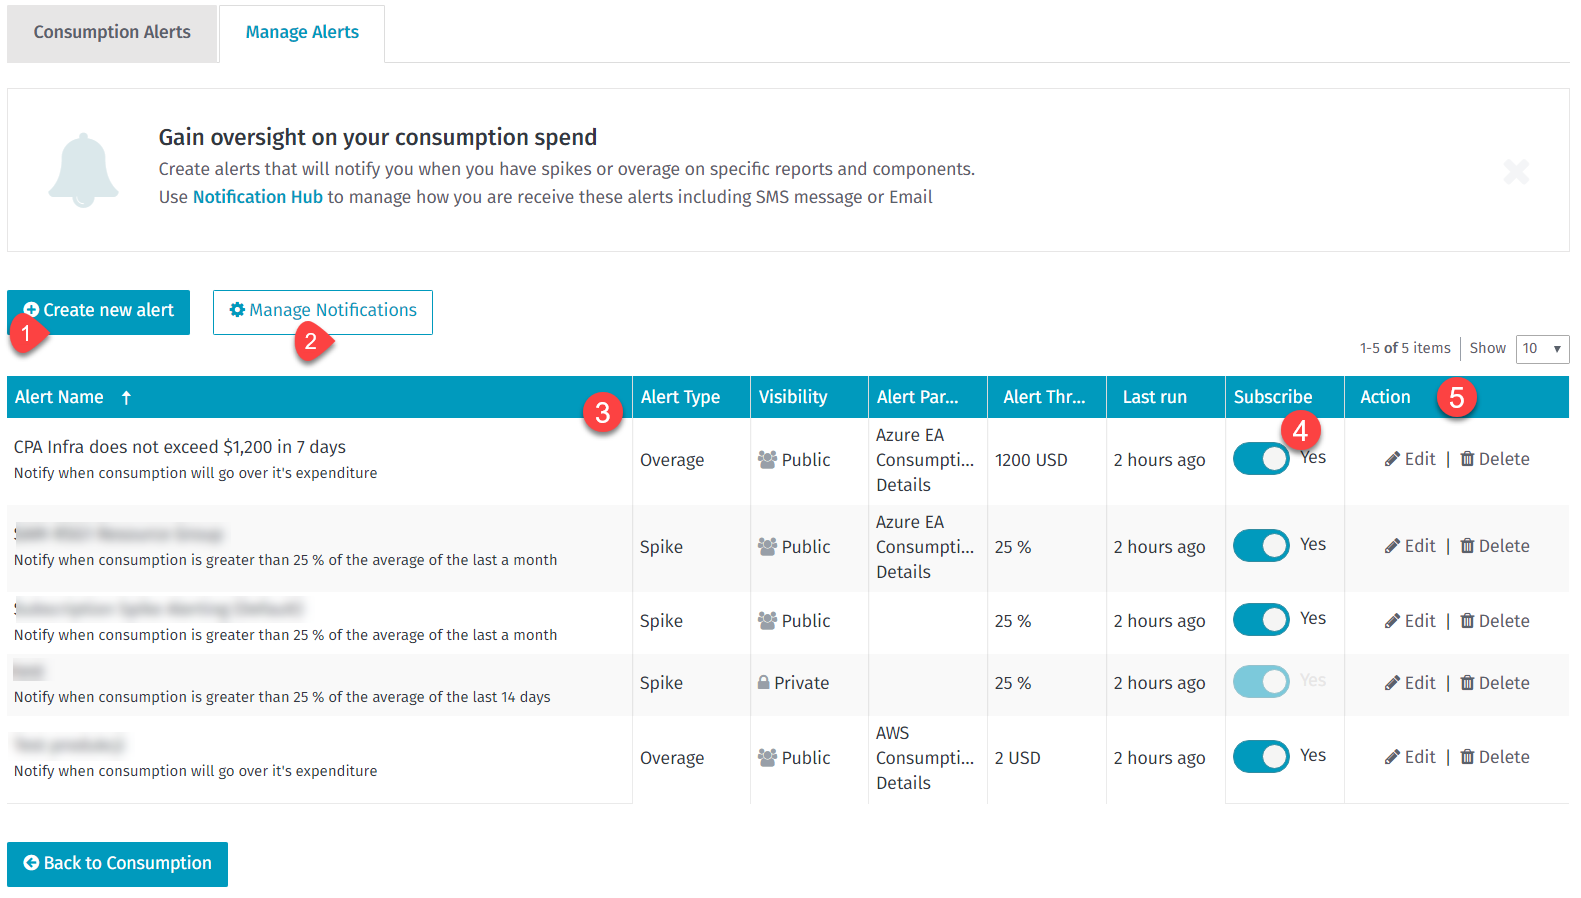 Consumption Alerts
Manage Alerts
Gain oversight on your consumption spend
Create alerts that will notify you when you have spikes or overage on specific reports and components.
Use Notification Hub to manage how you are receive these alerts including SMS message or Email
Create new alert
Manage Notifications
1
2
1-5 of 5 items
Show
10
Alert Name
3
Alert Type
Visibility
Alert Par...
Alert Thr...
Last run
Subscribe
4
Action
5
CPA Infra does not exceed $1,200 in 7 days
Notify when consumption will go over it's expenditure
Overage
Public
Azure EA
Consumpti...
Details
1200 USD
2 hours ago
Yes
Edit | Delete
Notify when consumption is greater than 25 % of the average of the last a month
Spike
Public
Azure EA
Consumpti...
Details
25 %
2 hours ago
Yes
Edit | Delete
Subscription Spike Alerting (Default)
Notify when consumption is greater than 25 % of the average of the last a month
Spike
Public
25 %
2 hours ago
Yes
Edit | Delete
Notify when consumption is greater than 25 % of the average of the last 14 days
Spike
Private
25 %
2 hours ago
Yes
Edit | Delete
Notify when consumption will go over it's expenditure
Overage
Public
AWS
Consumpti...
Details
2 USD
2 hours ago
Yes
Edit | Delete
Back to Consumption